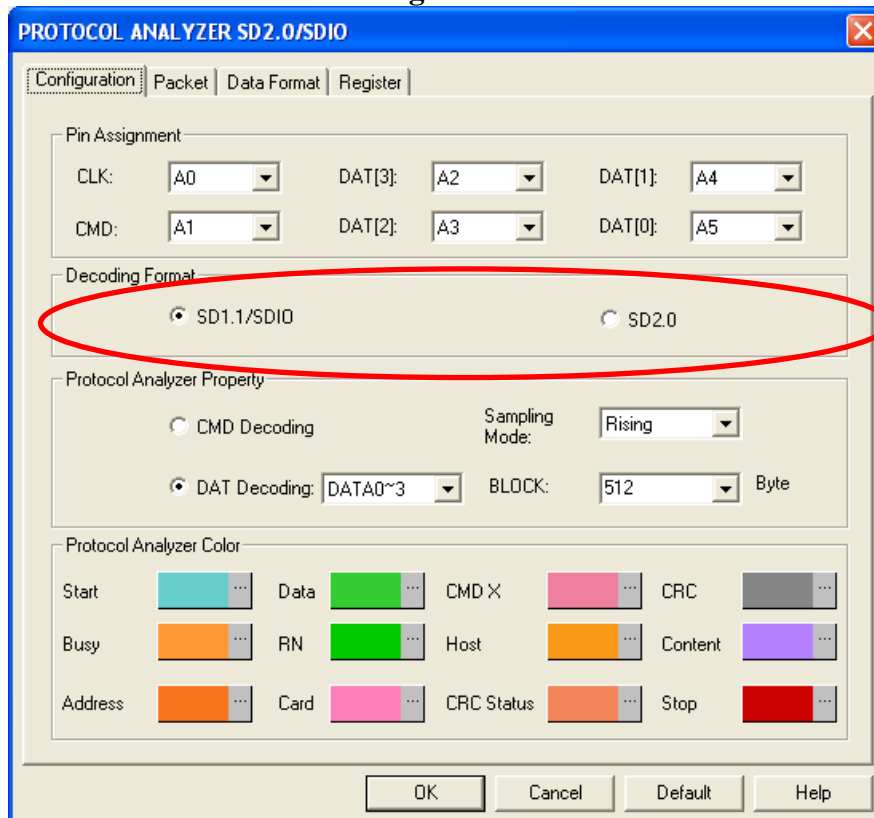 PROTOCOL ANALYZER SD2.0/SDIO
Configuration Packet Data Format Register
Pin Assignment
CLK: A0 DAT[3]: A2 DAT[1]: A4
CMD: A1 DAT[2]: A3 DAT[0]: A5
Decoding Format
SD1.1/SDIO SD2.0
Protocol Analyzer Property
CMD Decoding Sampling Mode: Rising
DAT Decoding: DATA0~3 BLOCK: 512 Byte
Protocol Analyzer Color
Start Data CMD X CRC
Busy RN Host Content
Address Card CRC Status Stop
OK Cancel Default Help